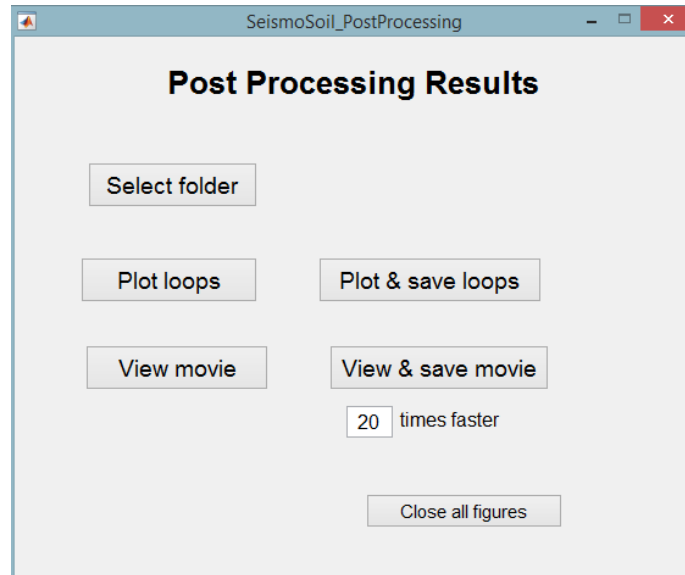 SeismoSoil_PostProcessing
Post Processing Results
Select folder
Plot loops
Plot & save loops
View movie
View & save movie
20 times faster
Close all figures